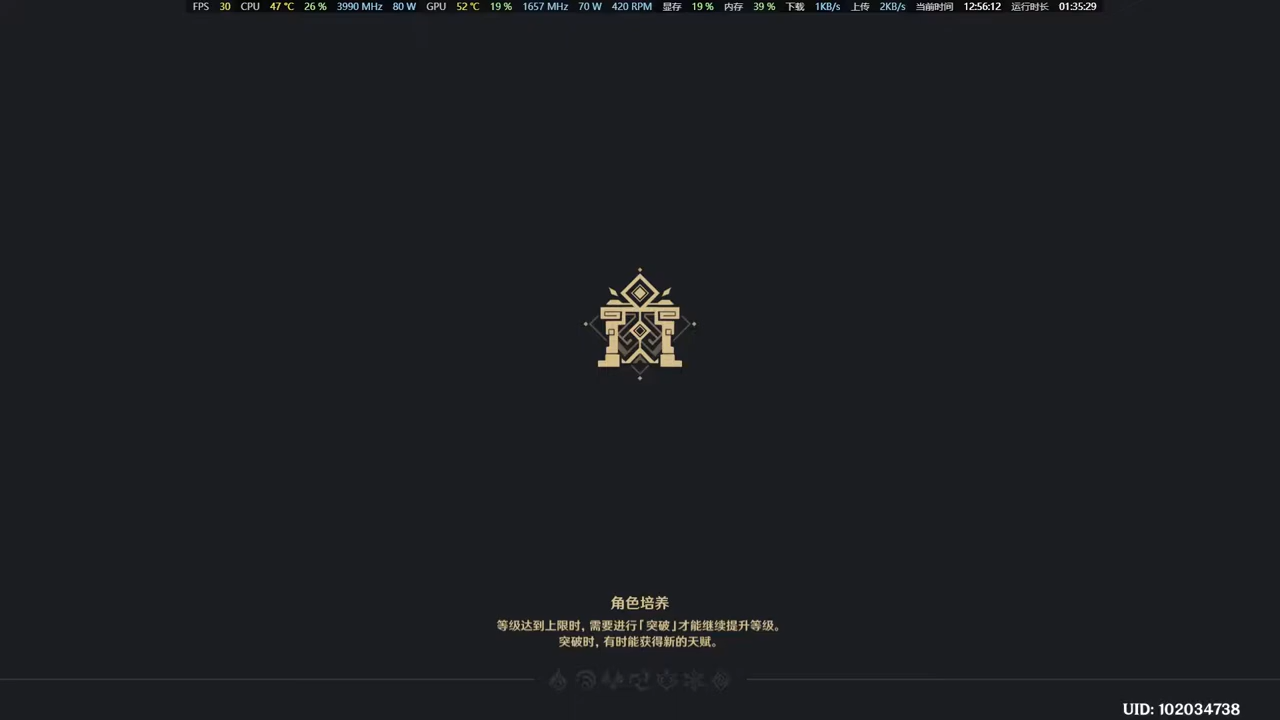 FPS 30 CPU 47 °C 26 % 3990 MHz 80 W GPU 52 °C 19 % 1657 MHz 70 W 420 RPM 显存 19 % 内存 39 % 下载 1KB/s 上传 2KB/s 当前时间 12:56:12 运行时长 01:35:29
角色培养
等级达到上限时，需要进行「突破」才能继续提升等级。
突破时，有时能获得新的天赋。
UID: 102034738